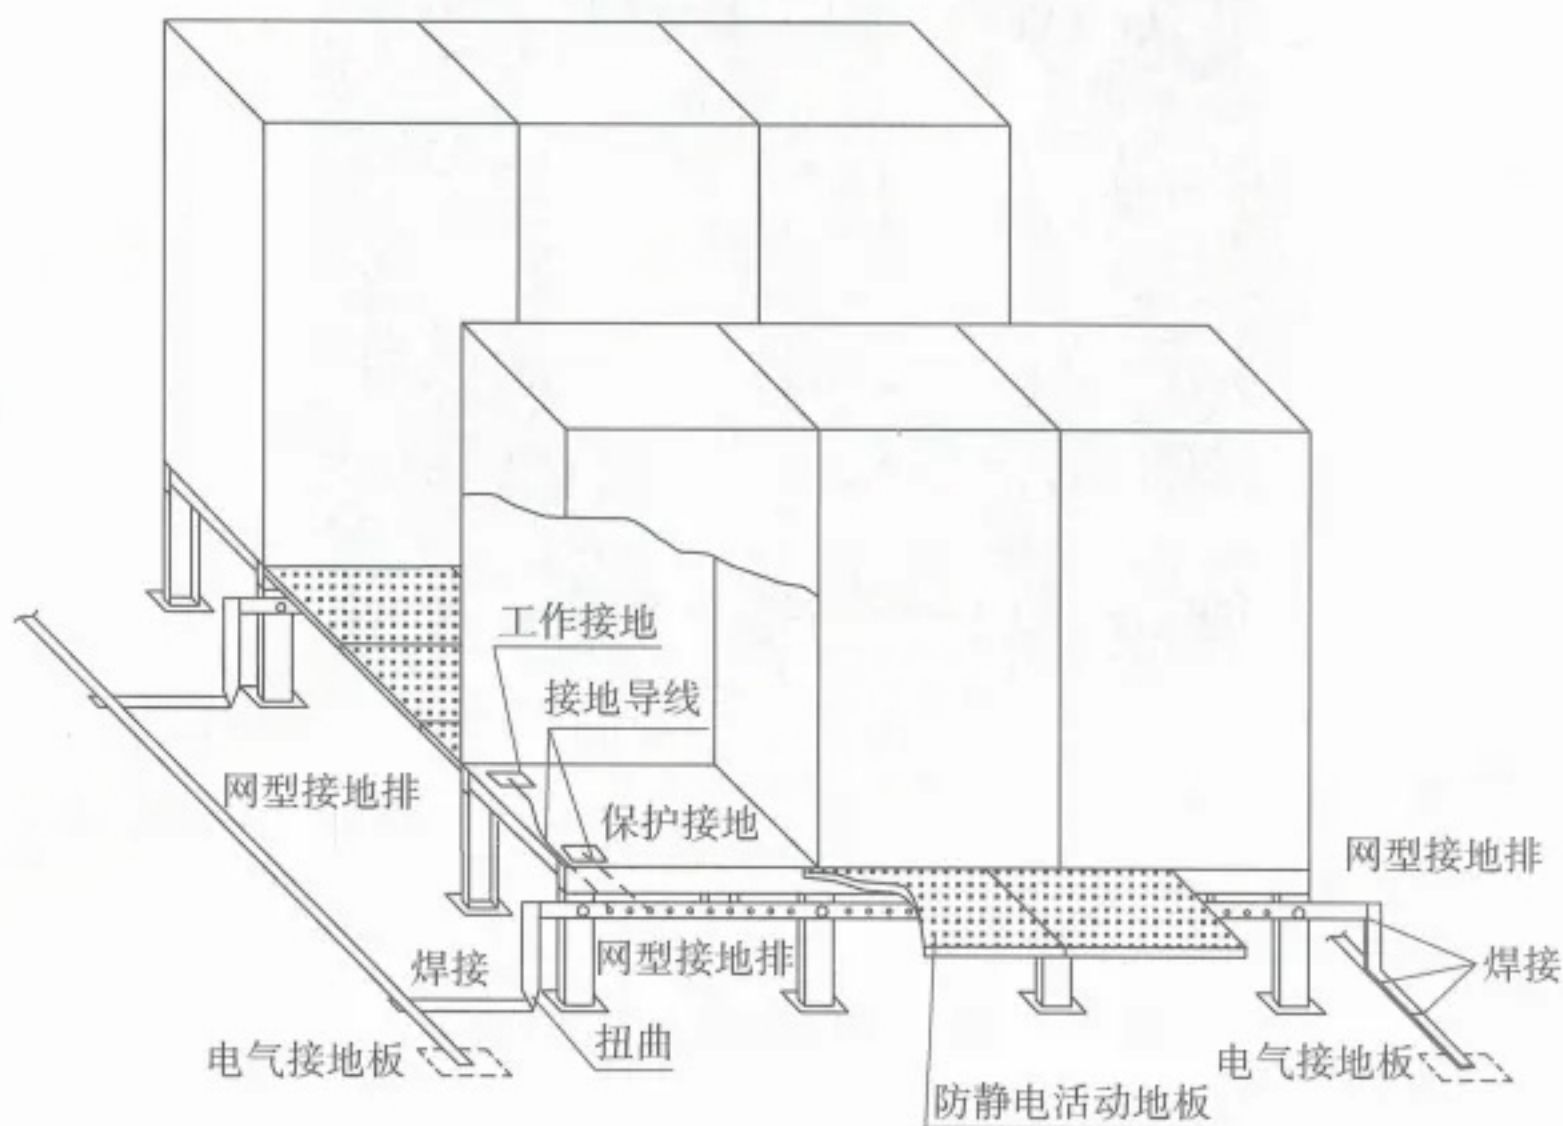 工作接地
接地导线
网型接地排
保护接地
网型接地排
焊接
网型接地排
焊接
扭曲
电气接地板
电气接地板
防静电活动地板